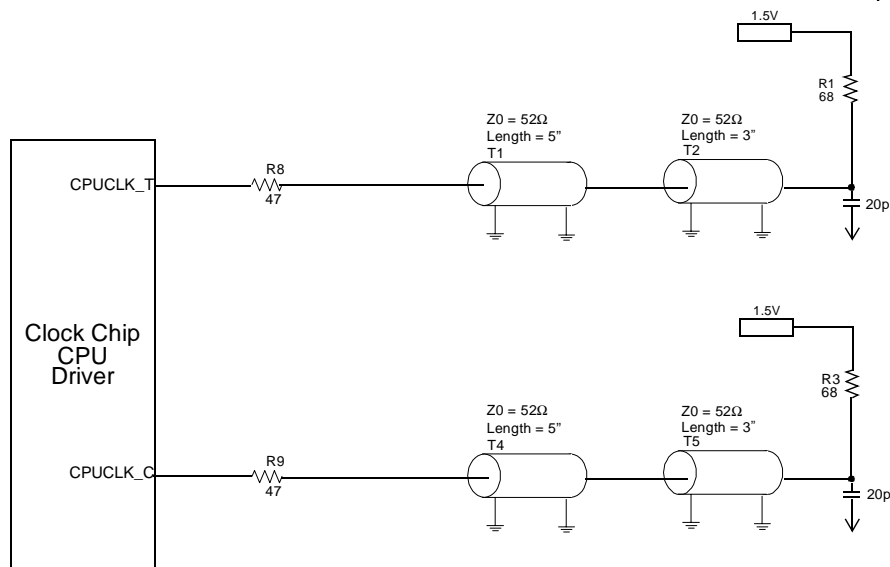 1.5V
R1
68
Z0 = 52Ω
Length = 5"
T1
Z0 = 52Ω
Length = 3"
T2
CPUCLK_T
R8
47
20p
Clock Chip
CPU
Driver
1.5V
R3
68
Z0 = 52Ω
Length = 5"
T4
Z0 = 52Ω
Length = 3"
T5
CPUCLK_C
R9
47
20p